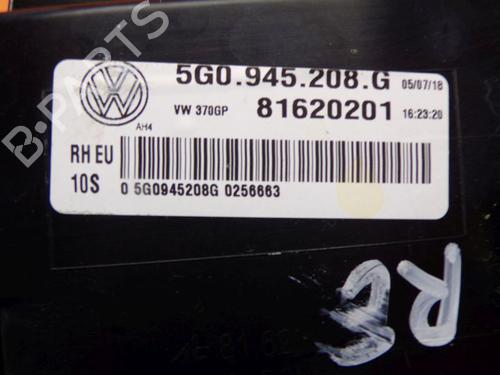 B-PARTS
5G0.945.208.G 05/07/18
VW 370GP 81620201 16:23:20
AH4
RH EU
10S
0 5G0945208G 0256663